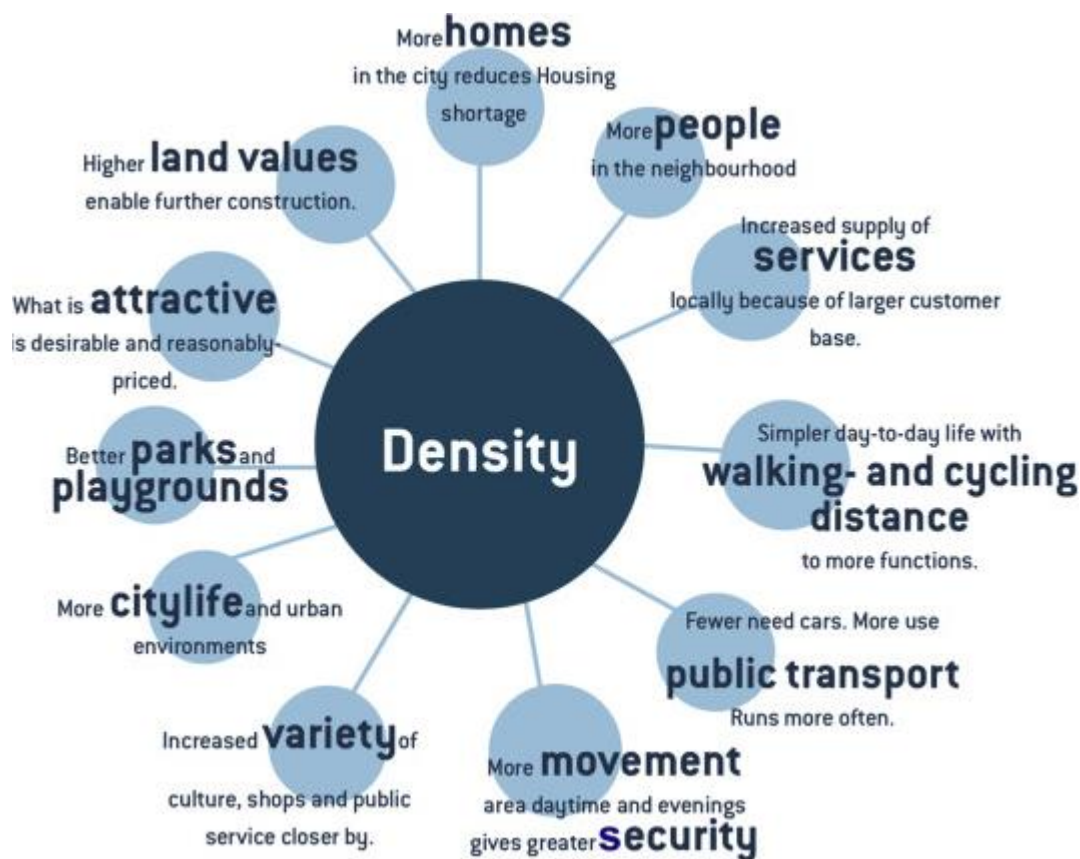 More homes
in the city reduces Housing
shortage
More people
in the neighbourhood
Increased supply of
services
locally because of larger customer
base.
Simpler day-to-day life with
walking- and cycling
distance
to more functions.
Fewer need cars. More use
public transport
Runs more often.
More movement
area daytime and evenings
gives greater security
Increased variety of
culture, shops and public
service closer by.
More citylife and urban
environments
Better parks and
playgrounds
What is attractive
is desirable and reasonably-
priced.
Higher land values
enable further construction.
Density